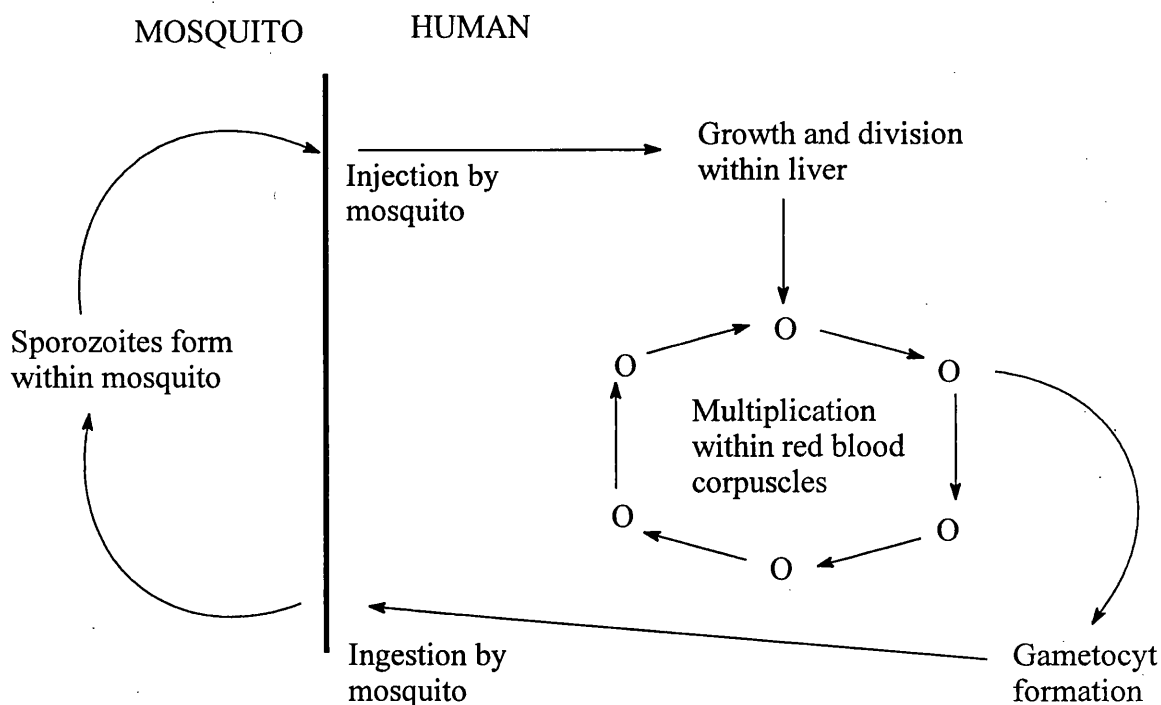 MOSQUITO
HUMAN
Growth and division
within liver
Injection by
mosquito
Sporozoites form
within mosquito
O
O
O
O
O
O
Multiplication
within red blood
corpuscles
Ingestion by
mosquito
Gametocyt
formation